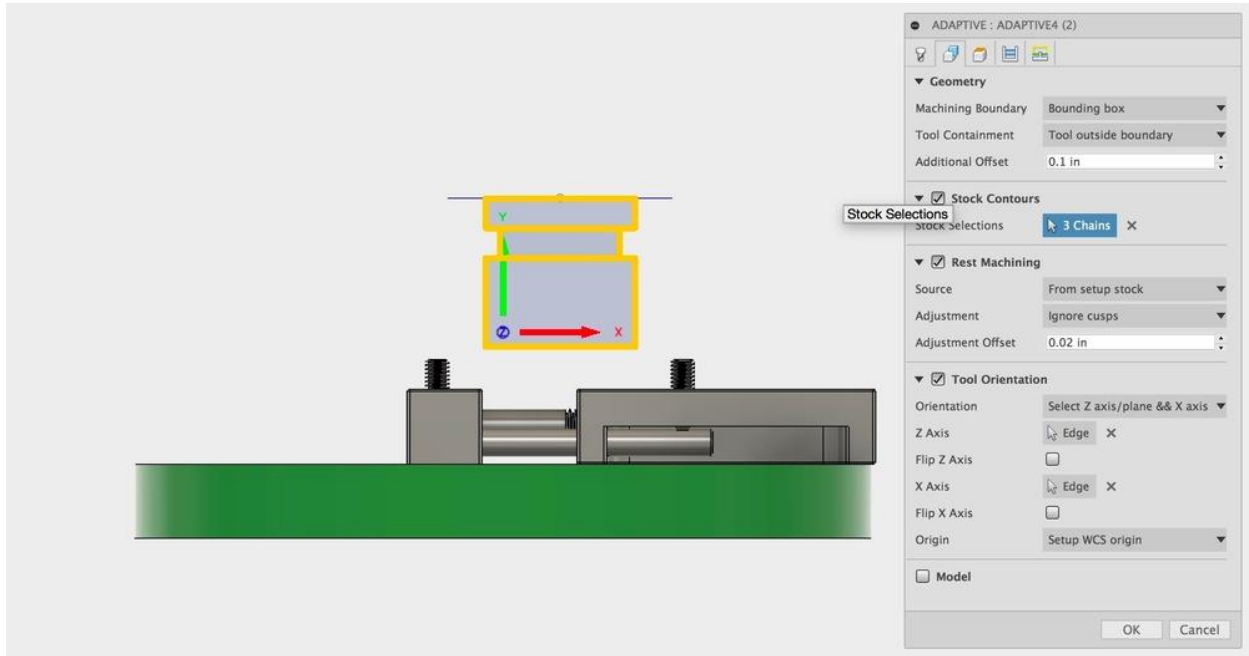 ADAPTIVE : ADAPTIVE4 (2)
Geometry
Machining Boundary Bounding box
Tool Containment Tool outside boundary
Additional Offset 0.1 in
Stock Contours
Stock Selections
Stock Selections 3 Chains
Rest Machining
Source From setup stock
Adjustment Ignore cusps
Adjustment Offset 0.02 in
Tool Orientation
Orientation Select Z axis/plane && X axis
Z Axis Edge
Flip Z Axis
X Axis Edge
Flip X Axis
Origin Setup WCS origin
Model
OK Cancel
Y
Z X